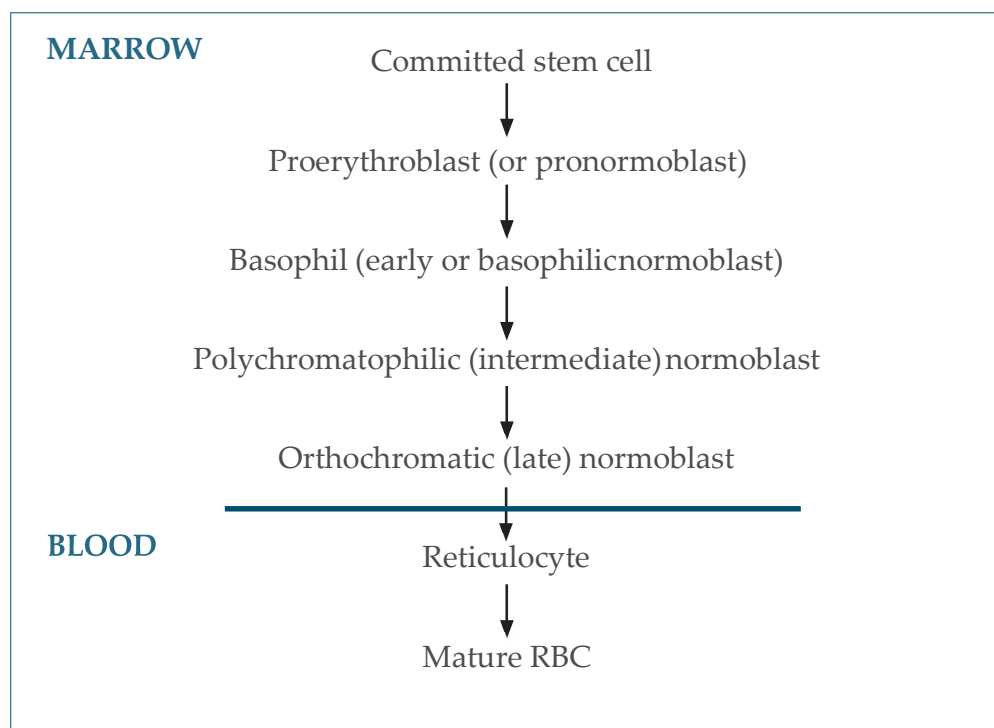 MARROW
Committed stem cell
Proerythroblast (or pronormoblast)
Basophil (early or basophilicnormoblast)
Polychromatophilic (intermediate) normoblast
Orthochromatic (late) normoblast
BLOOD
Reticulocyte
Mature RBC